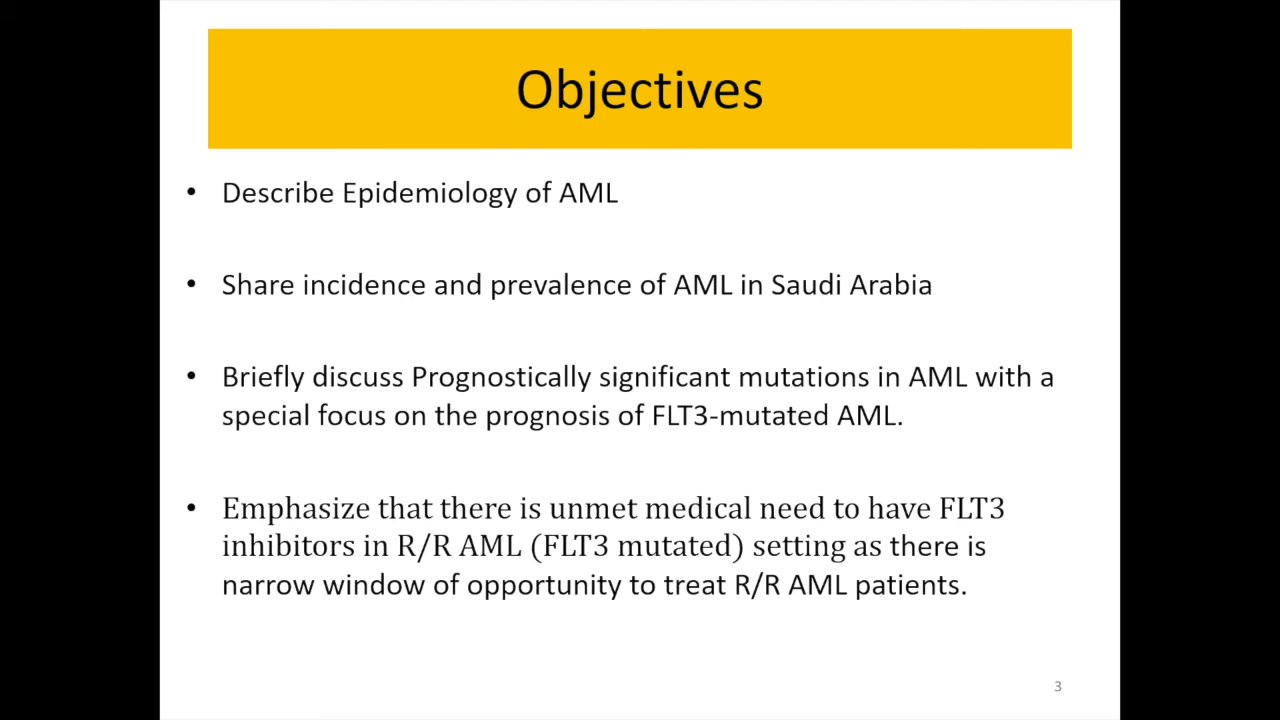 Objectives
• Describe Epidemiology of AML
• Share incidence and prevalence of AML in Saudi Arabia
• Briefly discuss Prognostically significant mutations in AML with a
special focus on the prognosis of FLT3-mutated AML.
• Emphasize that there is unmet medical need to have FLT3
inhibitors in R/R AML (FLT3 mutated) setting as there is
narrow window of opportunity to treat R/R AML patients.
3